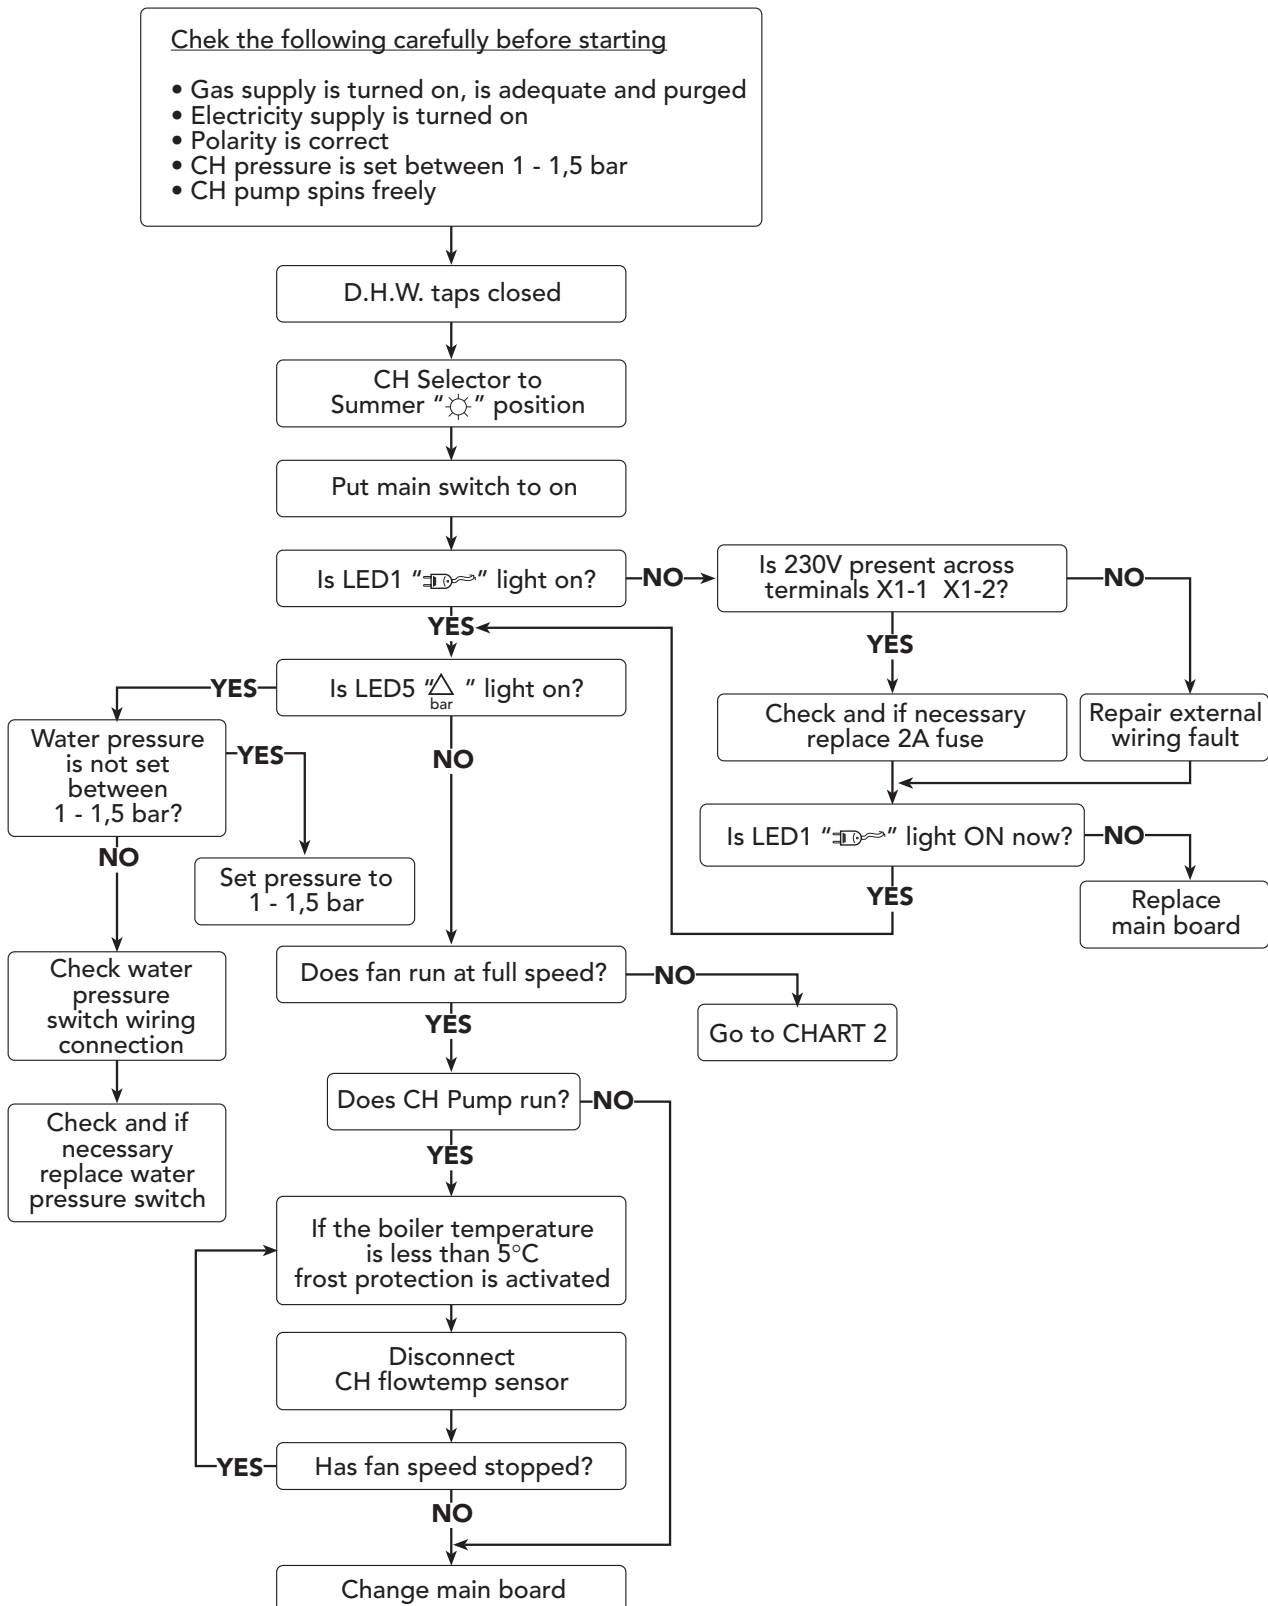 Chek the following carefully before starting
• Gas supply is turned on, is adequate and purged
• Electricity supply is turned on
• Polarity is correct
• CH pressure is set between 1 - 1,5 bar
• CH pump spins freely
D.H.W. taps closed
CH Selector to
Summer “ ” position
Put main switch to on
Is LED1 “ ” light on?
NO
Is 230V present across
terminals X1-1 X1-2?
NO
YES
YES
Is LED5 “ ” light on?
bar
YES
NO
Check and if necessary
replace 2A fuse
Repair external
wiring fault
Water pressure
is not set
between
1 - 1,5 bar?
YES
NO
Set pressure to
1 - 1,5 bar
Is LED1 “ ” light ON now?
NO
YES
Replace
main board
Check water
pressure
switch wiring
connection
Does fan run at full speed?
NO
YES
Go to CHART 2
Check and if
necessary
replace water
pressure switch
Does CH Pump run?
NO
YES
If the boiler temperature
is less than 5°C
frost protection is activated
Disconnect
CH flowtemp sensor
Has fan speed stopped?
YES
NO
Change main board